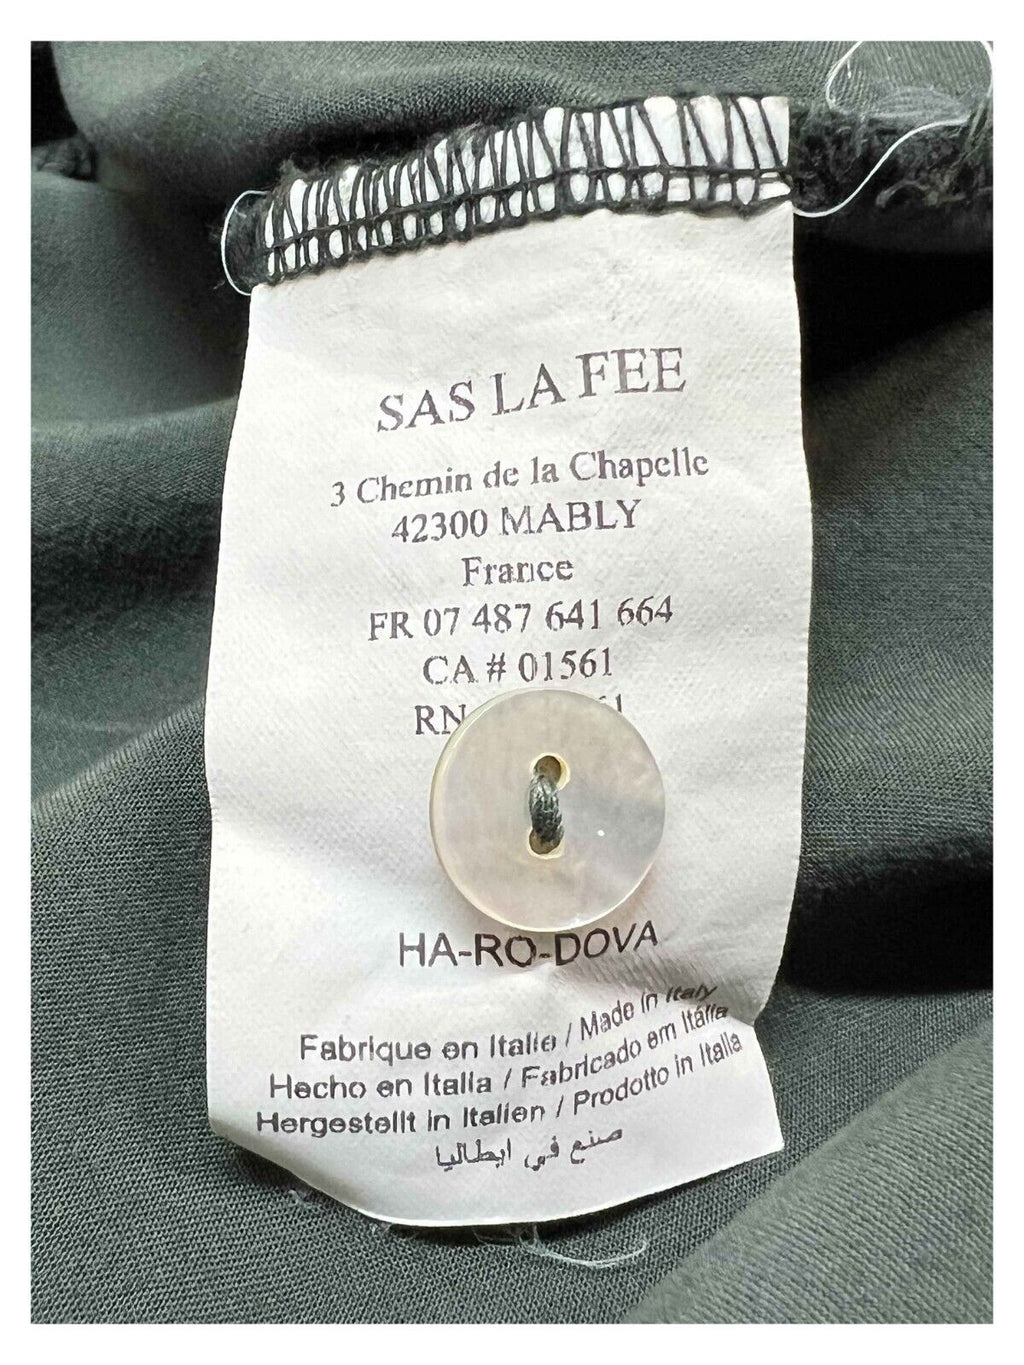 SAS LA FEE
3 Chemin de la Chapelle
42300 MABLY
France
FR 07 487 641 664
CA # 01561
RN
HA-RO-DOVA
Fabrique en Italie / Made in Italy
Hecho en Italia / Fabricado em Itália
Hergestellt in Italien / Prodotto in Italia
صنع في ايطاليا